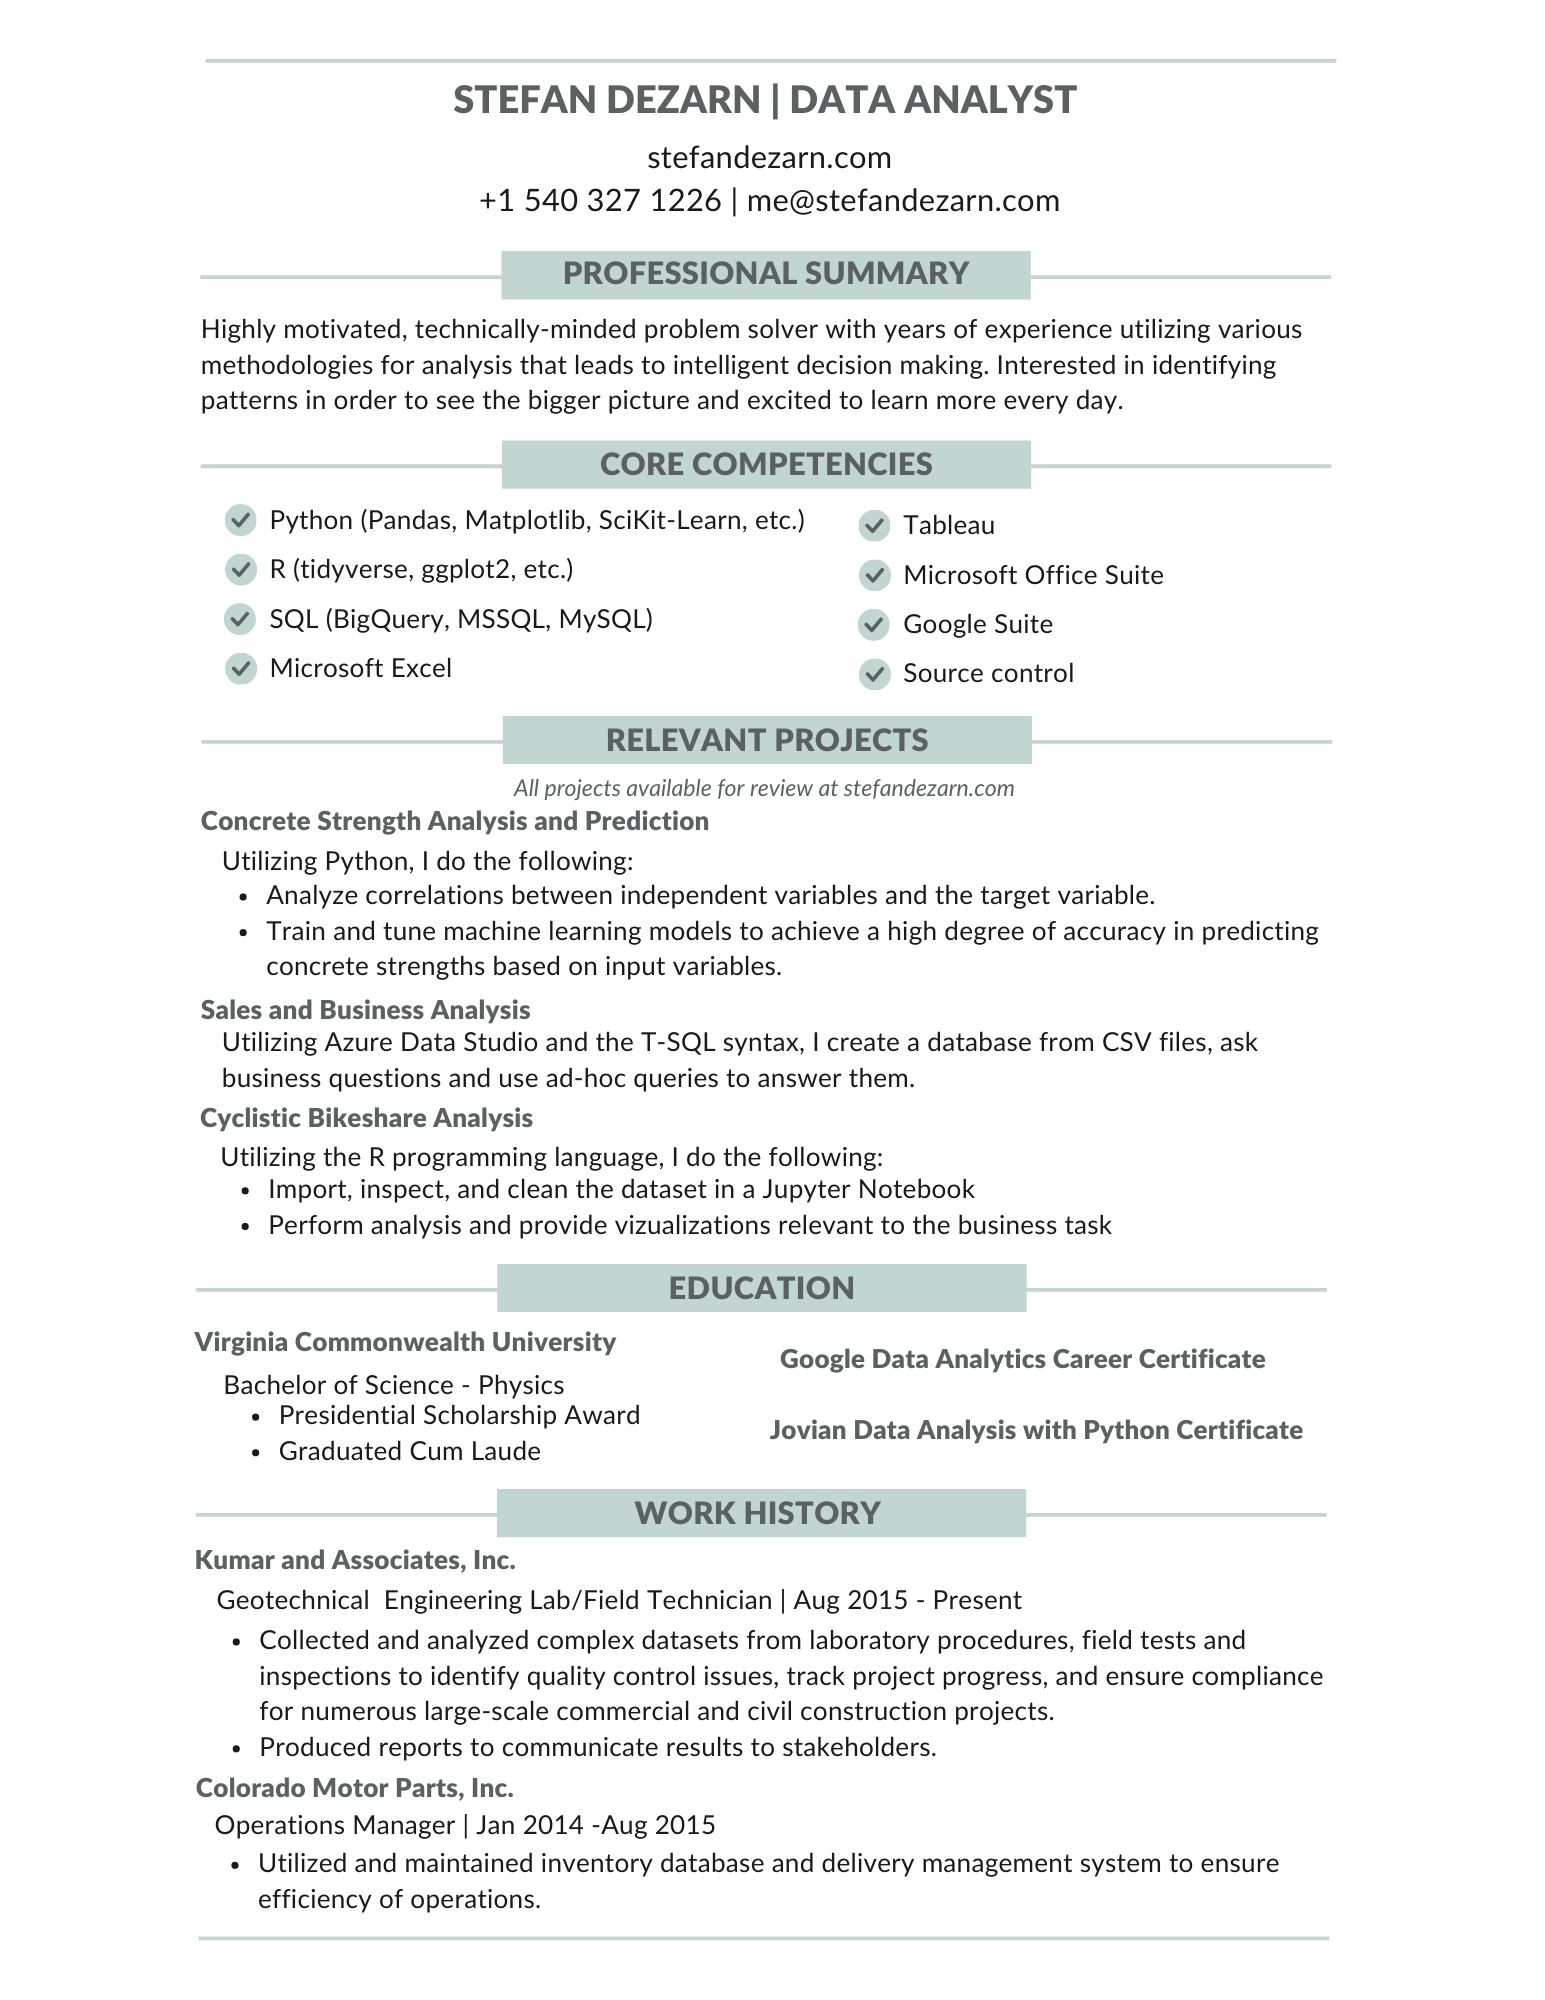 STEFAN DEZARN | DATA ANALYST
stefandezarn.com
+1 540 327 1226 | me@stefandezarn.com
PROFESSIONAL SUMMARY
Highly motivated, technically-minded problem solver with years of experience utilizing various
methodologies for analysis that leads to intelligent decision making. Interested in identifying
patterns in order to see the bigger picture and excited to learn more every day.
CORE COMPETENCIES
Python (Pandas, Matplotlib, SciKit-Learn, etc.)
R (tidyverse, ggplot2, etc.)
SQL (BigQuery, MSSQL, MySQL)
Microsoft Excel
Tableau
Microsoft Office Suite
Google Suite
Source control
RELEVANT PROJECTS
All projects available for review at stefandezarn.com
Concrete Strength Analysis and Prediction
Utilizing Python, I do the following:
• Analyze correlations between independent variables and the target variable.
• Train and tune machine learning models to achieve a high degree of accuracy in predicting
concrete strengths based on input variables.
Sales and Business Analysis
Utilizing Azure Data Studio and the T-SQL syntax, I create a database from CSV files, ask
business questions and use ad-hoc queries to answer them.
Cyclistic Bikeshare Analysis
Utilizing the R programming language, I do the following:
• Import, inspect, and clean the dataset in a Jupyter Notebook
• Perform analysis and provide vizualizations relevant to the business task
EDUCATION
Virginia Commonwealth University
Bachelor of Science - Physics
• Presidential Scholarship Award
• Graduated Cum Laude
Google Data Analytics Career Certificate
Jovian Data Analysis with Python Certificate
WORK HISTORY
Kumar and Associates, Inc.
Geotechnical  Engineering Lab/Field Technician | Aug 2015 - Present
• Collected and analyzed complex datasets from laboratory procedures, field tests and
inspections to identify quality control issues, track project progress, and ensure compliance
for numerous large-scale commercial and civil construction projects.
• Produced reports to communicate results to stakeholders.
Colorado Motor Parts, Inc.
Operations Manager | Jan 2014 -Aug 2015
• Utilized and maintained inventory database and delivery management system to ensure
efficiency of operations.